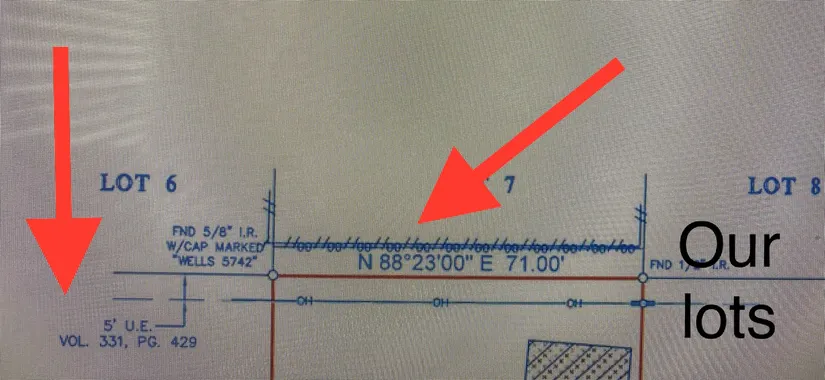 LOT 6
7
LOT 8
FND 5/8" I.R.
W/CAP MARKED
"WELLS 5742"
N 88°23'00" E 71.00'
FND 1/2" I.R.
Our
lots
OH
OH
OH
5' U.E.
VOL. 331, PG. 429